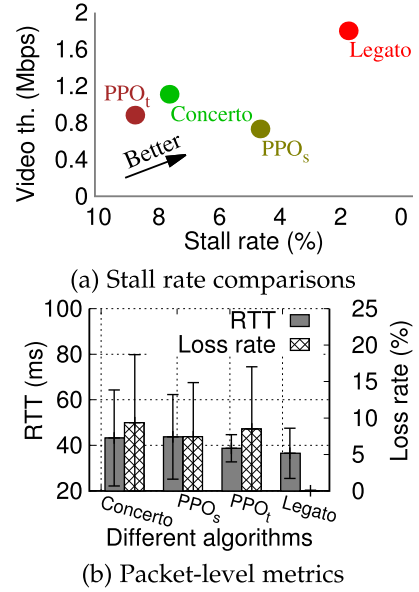 2
1.6
1.2
0.8
0.4
0
Video th. (Mbps)
Legato
PPOt
Concerto
PPOs
Better
10 8 6 4 2 0
Stall rate (%)
(a) Stall rate comparisons
100
80
60
40
20
RTT (ms)
RTT
Loss rate
25
20
15
10
5
0
Loss rate (%)
Concerto PPOs PPOt Legato
Different algorithms
(b) Packet-level metrics